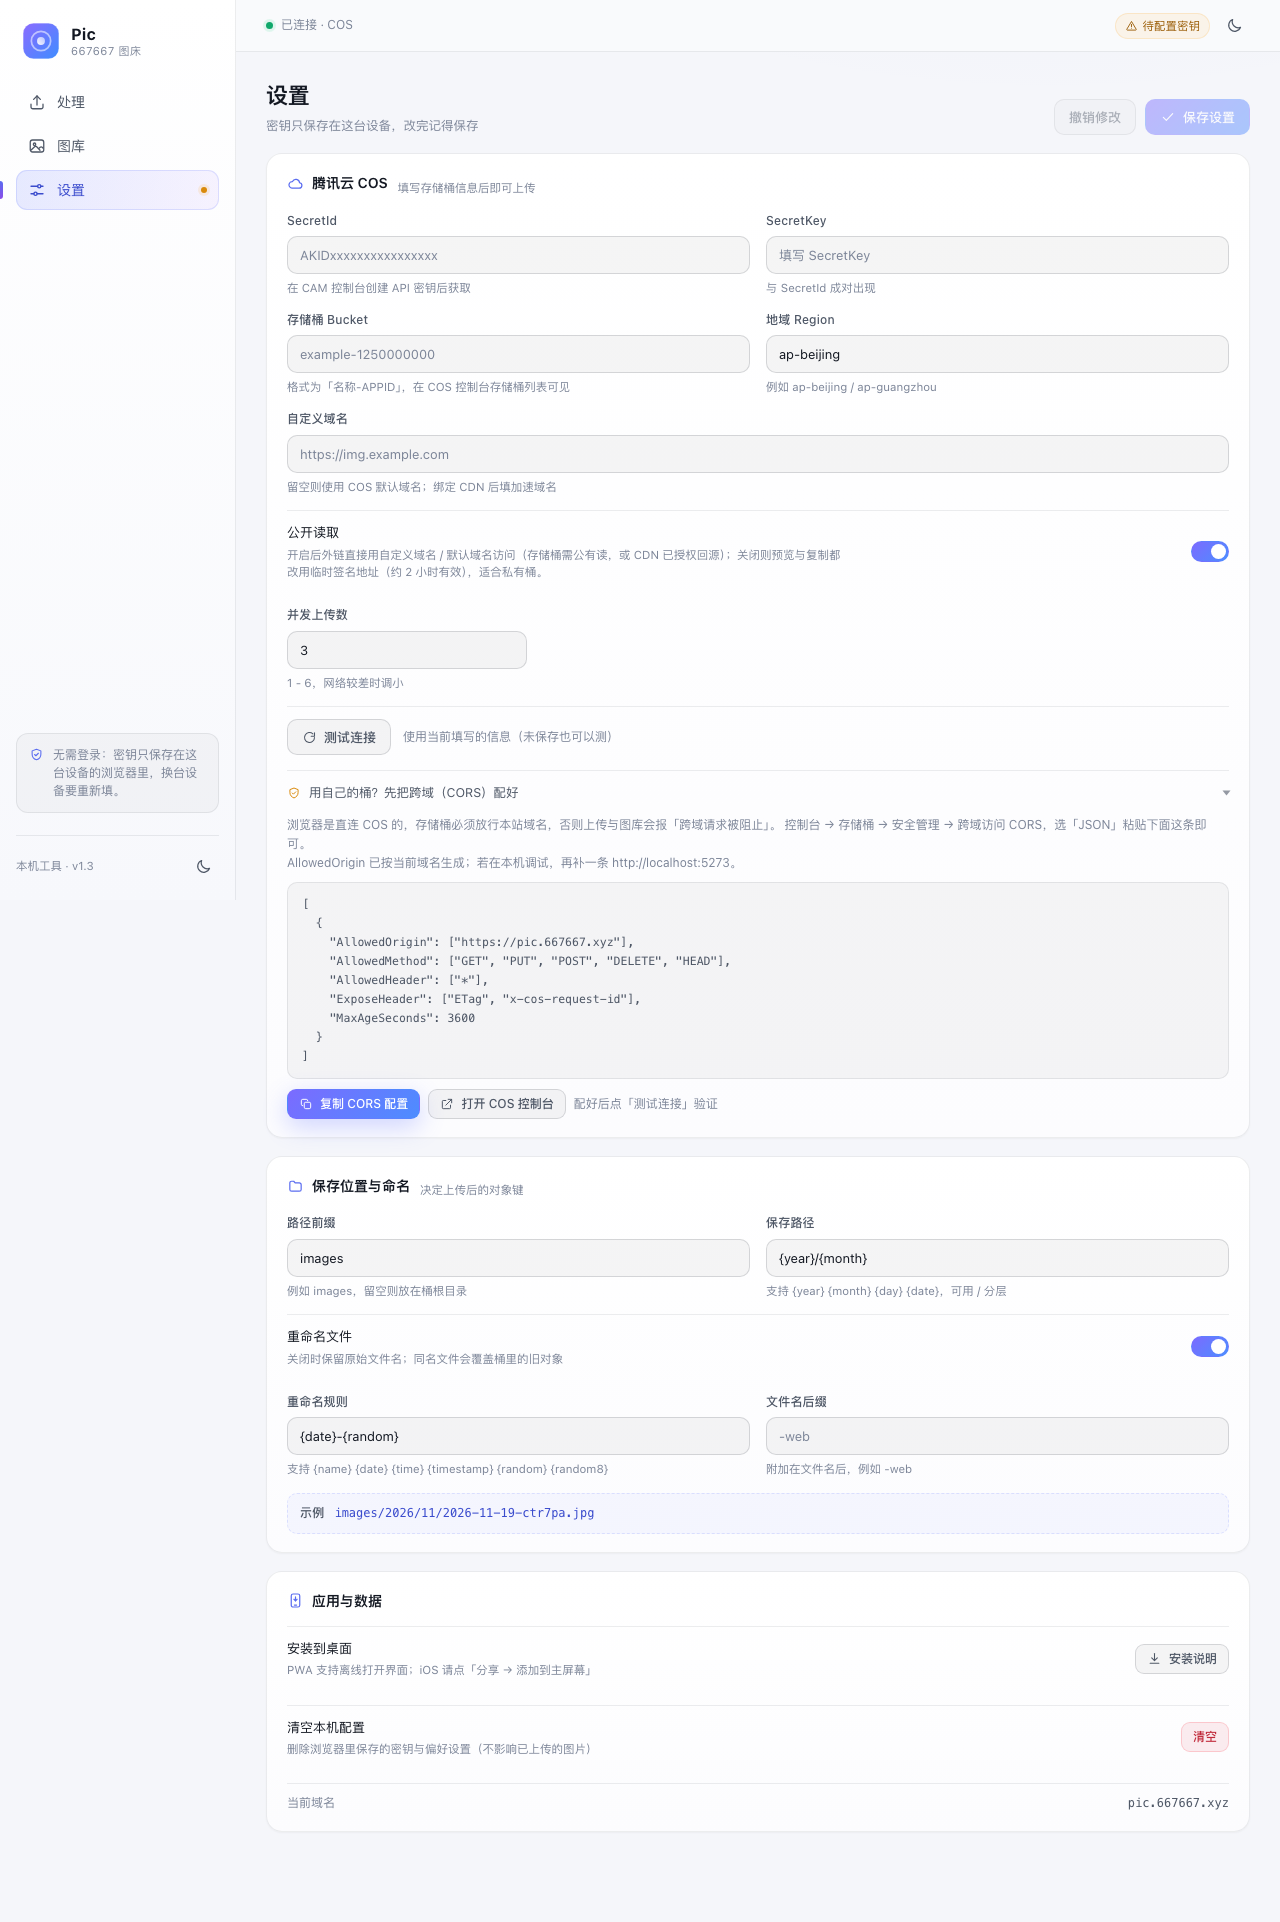 Pic
667667 图床
处理
图库
设置
无需登录：密钥只保存在这
台设备的浏览器里，换台设
备要重新填。
本机工具 · v1.3
已连接 · COS
待配置密钥
设置
密钥只保存在这台设备，改完记得保存
撤销修改
保存设置
腾讯云 COS 填写存储桶信息后即可上传
SecretId
AKIDxxxxxxxxxxxxxxxx
在 CAM 控制台创建 API 密钥后获取
SecretKey
填写 SecretKey
与 SecretId 成对出现
存储桶 Bucket
example-1250000000
格式为「名称-APPID」，在 COS 控制台存储桶列表可见
地域 Region
ap-beijing
例如 ap-beijing / ap-guangzhou
自定义域名
https://img.example.com
留空则使用 COS 默认域名；绑定 CDN 后填加速域名
公开读取
开启后外链直接用自定义域名 / 默认域名访问（存储桶需公有读，或 CDN 已授权回源）；关闭则预览与复制都
改用临时签名地址（约 2 小时有效），适合私有桶。
并发上传数
3
1 - 6，网络较差时调小
测试连接
使用当前填写的信息（未保存也可以测）
用自己的桶？先把跨域（CORS）配好
浏览器是直连 COS 的，存储桶必须放行本站域名，否则上传与图库会报「跨域请求被阻止」。 控制台 → 存储桶 → 安全管理 → 跨域访问 CORS，选「JSON」粘贴下面这条即
可。
AllowedOrigin 已按当前域名生成；若在本机调试，再补一条 http://localhost:5273。
[
  {
    "AllowedOrigin": ["https://pic.667667.xyz"],
    "AllowedMethod": ["GET", "PUT", "POST", "DELETE", "HEAD"],
    "AllowedHeader": ["*"],
    "ExposeHeader": ["ETag", "x-cos-request-id"],
    "MaxAgeSeconds": 3600
  }
]
复制 CORS 配置
打开 COS 控制台
配好后点「测试连接」验证
保存位置与命名 决定上传后的对象键
路径前缀
images
例如 images，留空则放在桶根目录
保存路径
{year}/{month}
支持 {year} {month} {day} {date}，可用 / 分层
重命名文件
关闭时保留原始文件名；同名文件会覆盖桶里的旧对象
重命名规则
{date}-{random}
支持 {name} {date} {time} {timestamp} {random} {random8}
文件名后缀
-web
附加在文件名后，例如 -web
示例 images/2026/11/2026-11-19-ctr7pa.jpg
应用与数据
安装到桌面
PWA 支持离线打开界面；iOS 请点「分享 → 添加到主屏幕」
安装说明
清空本机配置
删除浏览器里保存的密钥与偏好设置（不影响已上传的图片）
清空
当前域名
pic.667667.xyz